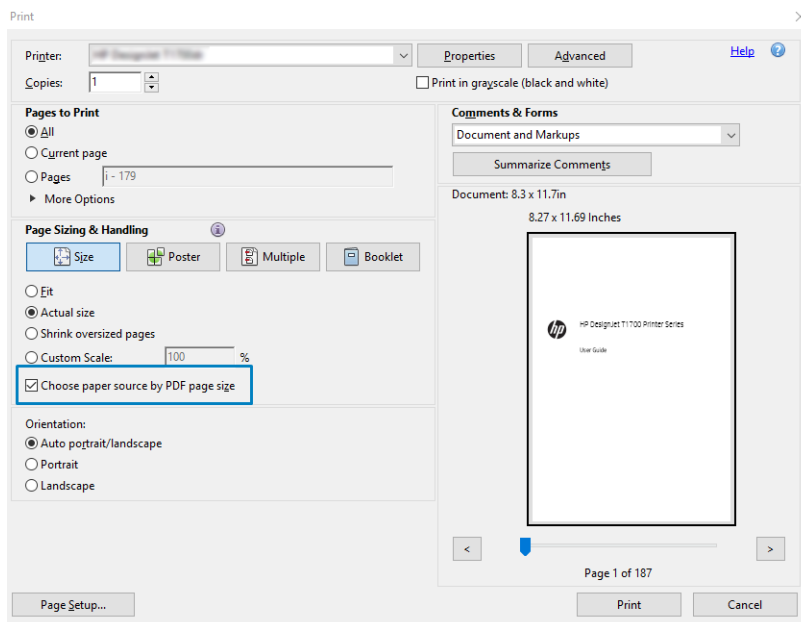 Print
Printer:
Properties
Advanced
Help
Copies:
1
Print in grayscale (black and white)
Pages to Print
All
Current page
Pages
i - 179
More Options
Comments & Forms
Document and Markups
Summarize Comments
Page Sizing & Handling
Size
Poster
Multiple
Booklet
Fit
Actual size
Shrink oversized pages
Custom Scale:
100
%
Choose paper source by PDF page size
Orientation:
Auto portrait/landscape
Portrait
Landscape
Document: 8.3 x 11.7in
8.27 x 11.69 Inches
hp
HP DesignJet T1700 Printer Series
User Guide
<
>
Page 1 of 187
Page Setup...
Print
Cancel